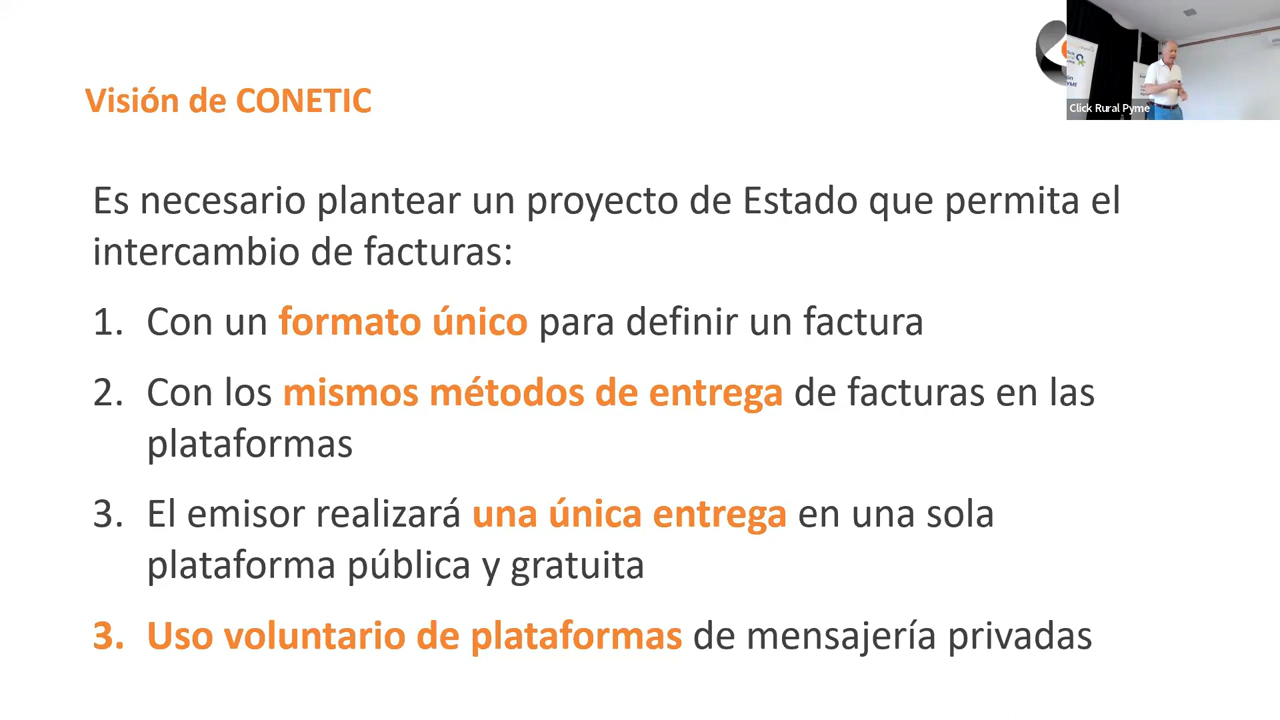 Visión de CONETIC
Click Rural Pyme
Es necesario plantear un proyecto de Estado que permita el
intercambio de facturas:
1. Con un formato único para definir un factura
2. Con los mismos métodos de entrega de facturas en las
plataformas
3. El emisor realizará una única entrega en una sola
plataforma pública y gratuita
3. Uso voluntario de plataformas de mensajería privadas